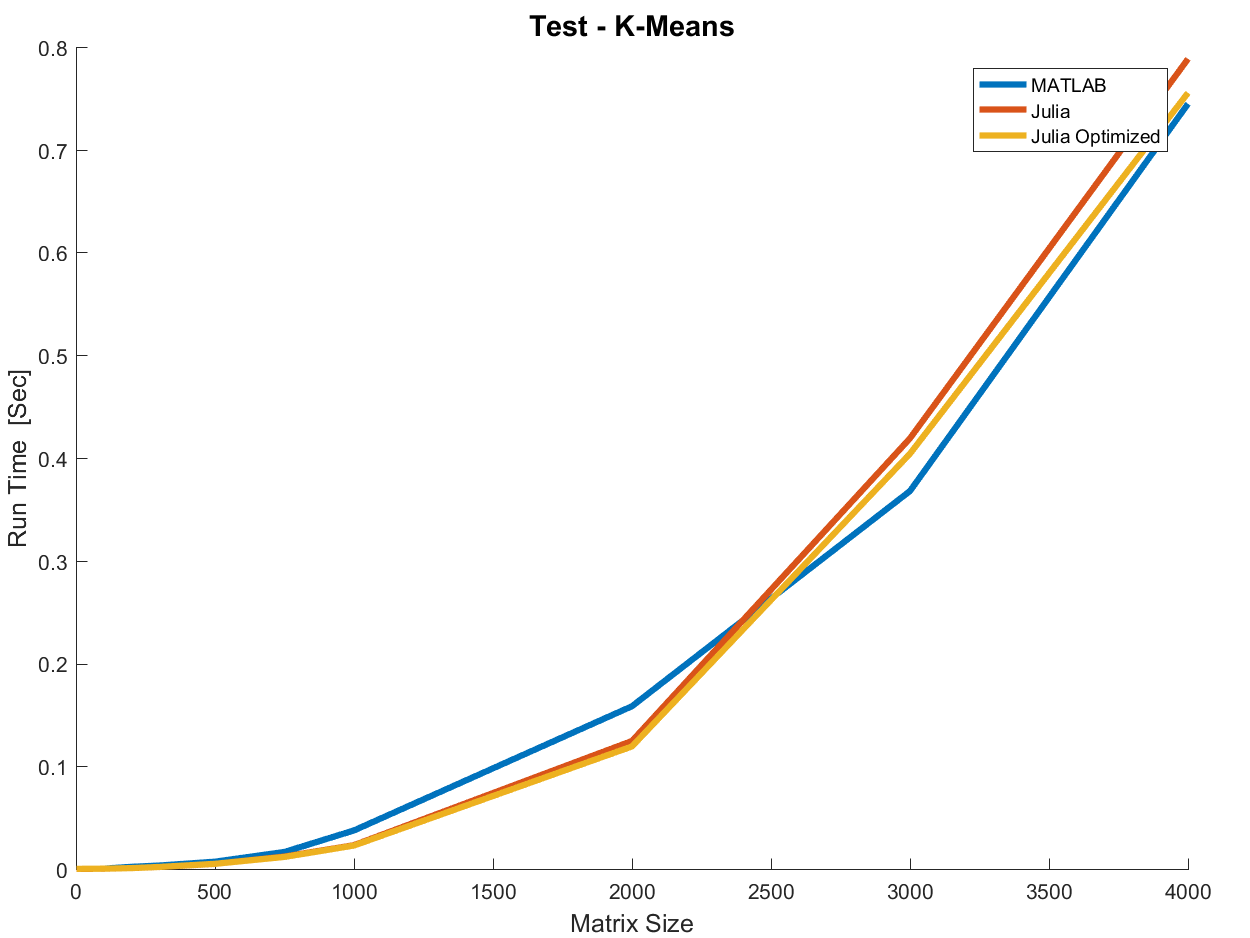 Test - K-Means
MATLAB
Julia
Julia Optimized
Run Time [Sec]
0.8
0.7
0.6
0.5
0.4
0.3
0.2
0.1
0
0 500 1000 1500 2000 2500 3000 3500 4000
Matrix Size